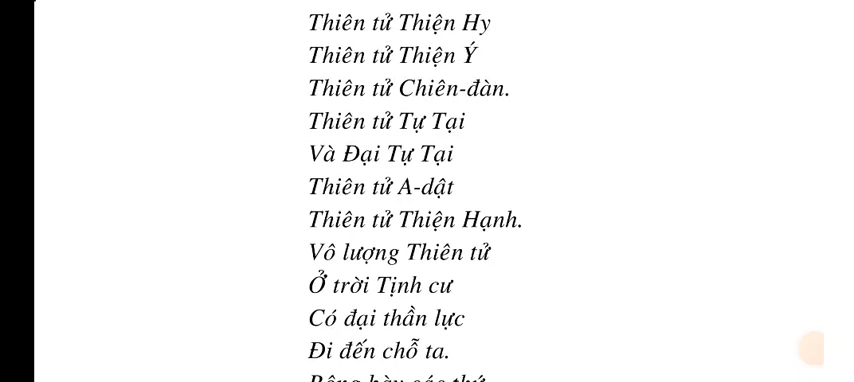 Thiên tử Thiện Hy
Thiên tử Thiện Ý
Thiên tử Chiên-đàn.
Thiên tử Tự Tại
Và Đại Tự Tại
Thiên tử A-dật
Thiên tử Thiện Hạnh.
Vô lượng Thiên tử
Ở trời Tịnh cư
Có đại thần lực
Đi đến chỗ ta.